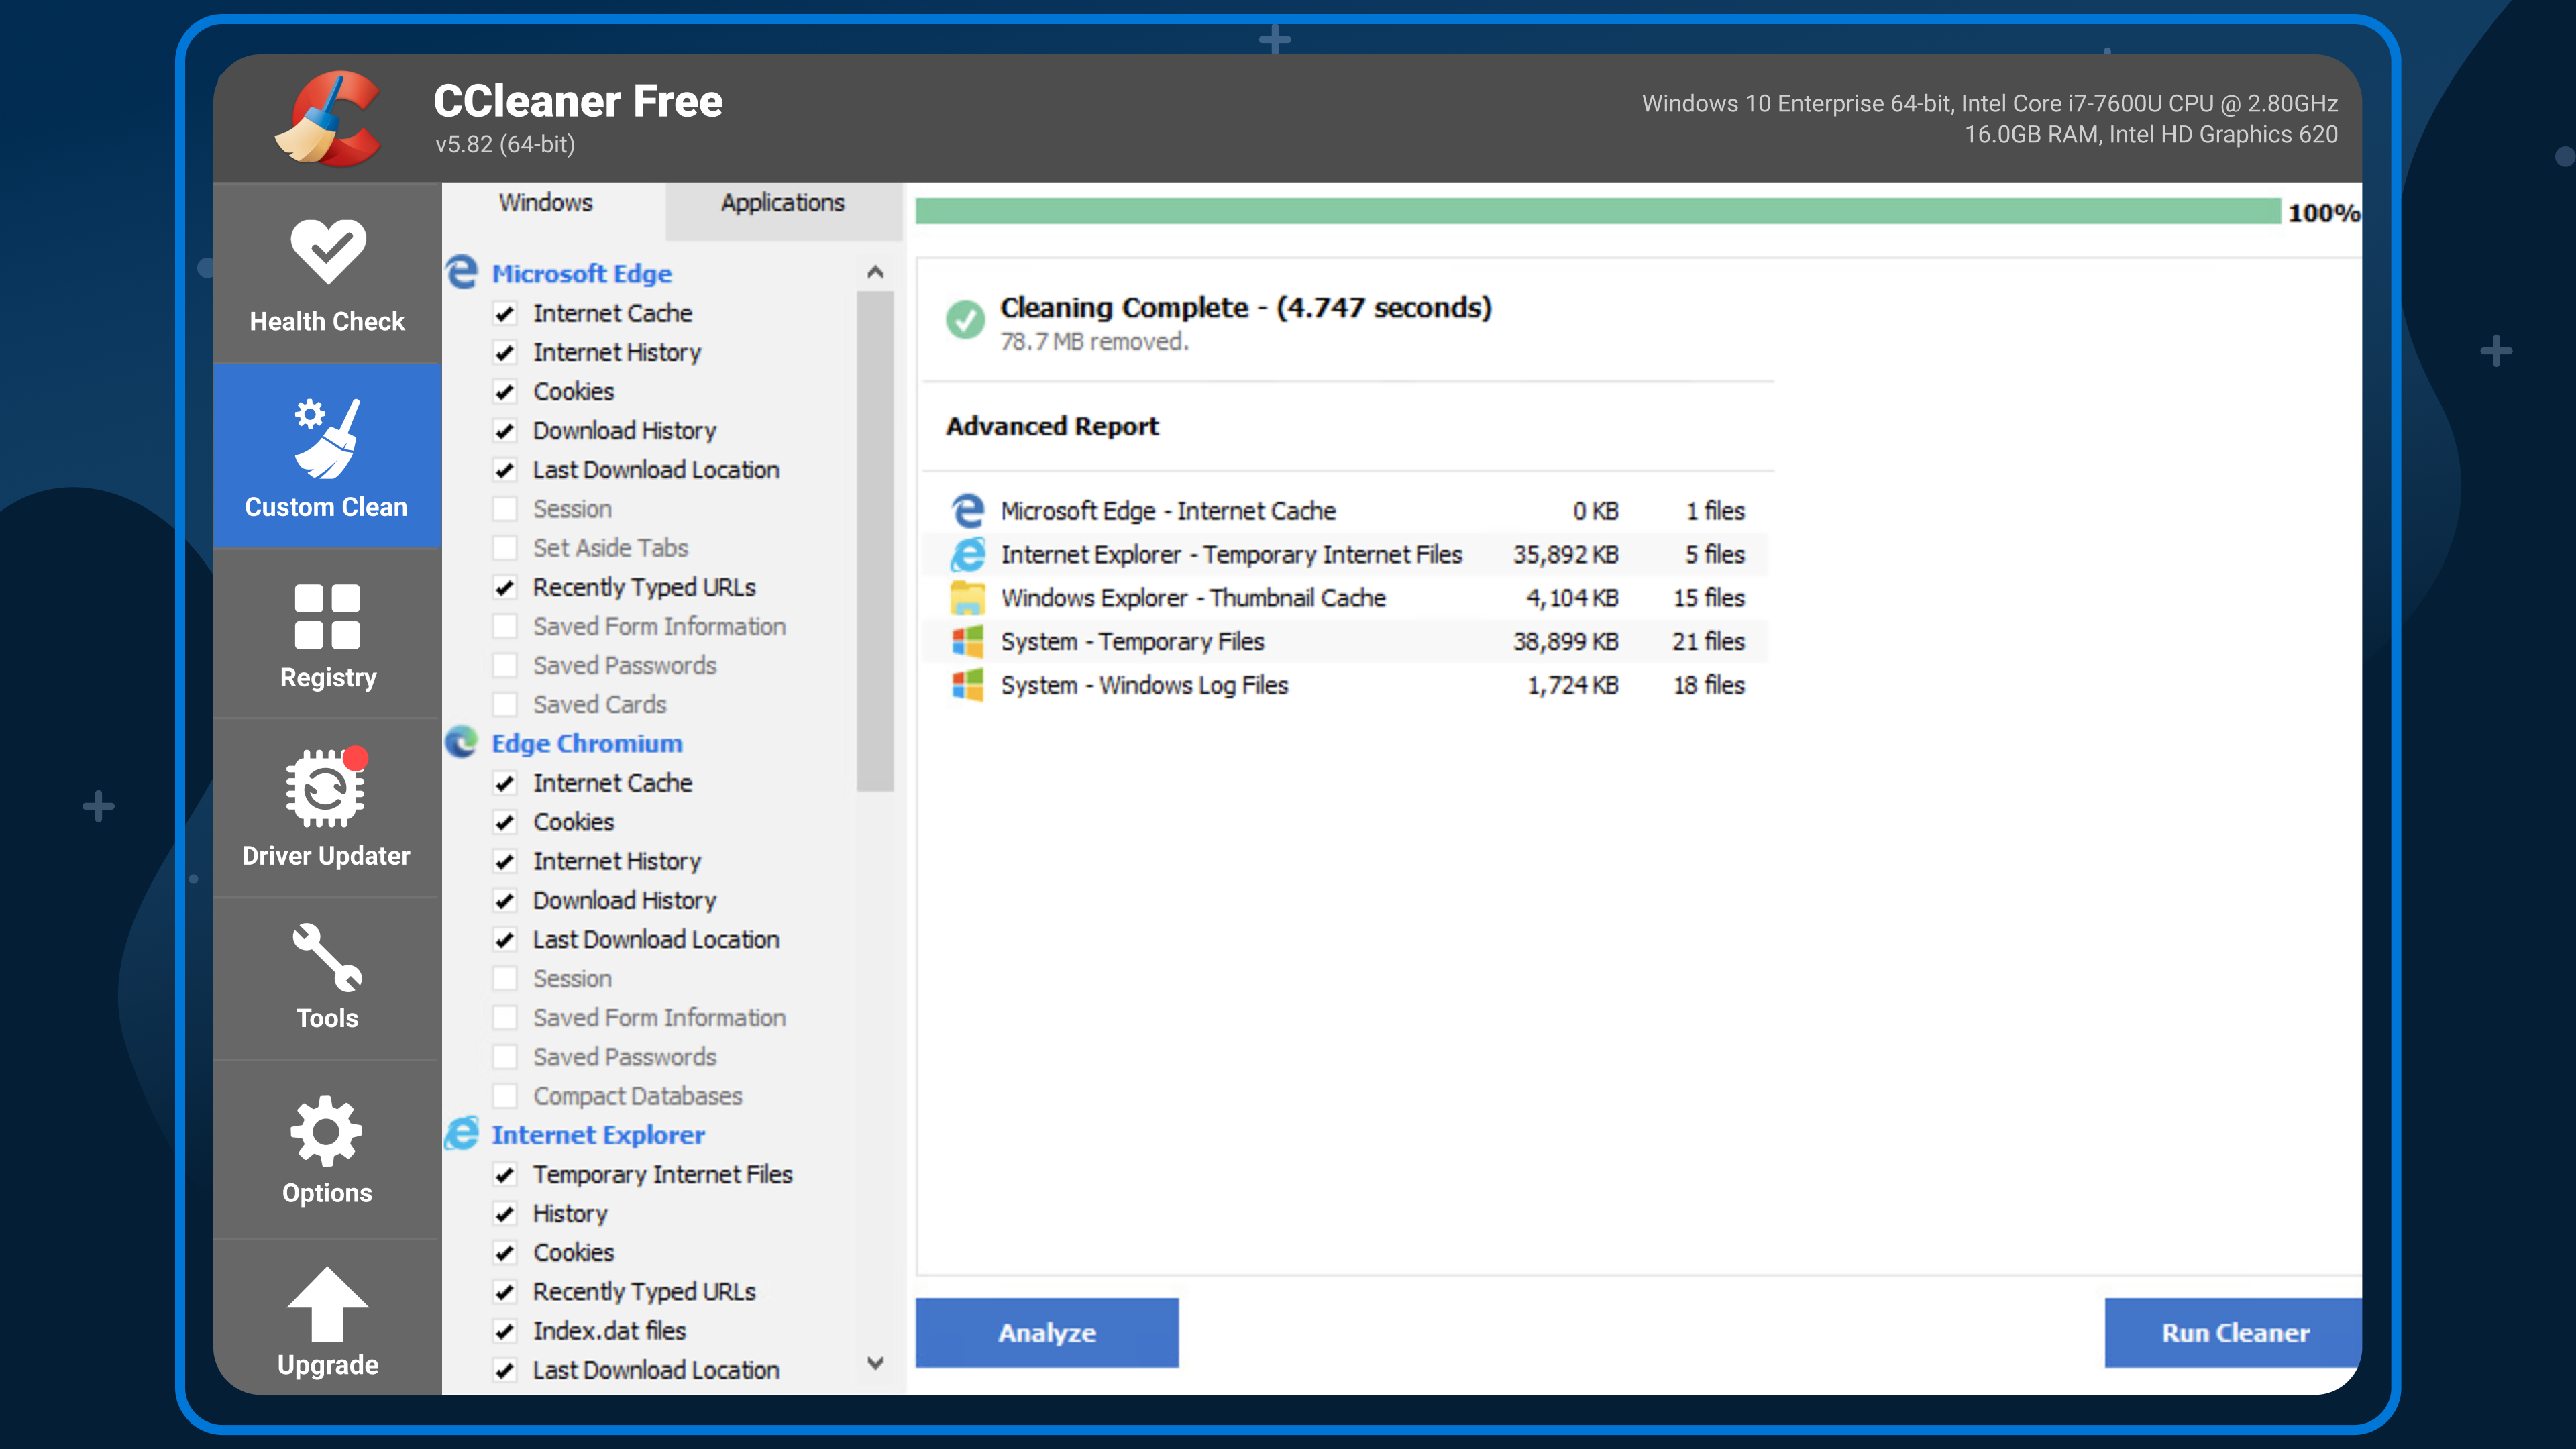 CCleaner Free
v5.82 (64-bit)
Windows 10 Enterprise 64-bit, Intel Core i7-7600U CPU @ 2.80GHz
16.0GB RAM, Intel HD Graphics 620
Health Check
Custom Clean
Registry
Driver Updater
Tools
Options
Upgrade
Windows
Applications
Microsoft Edge
Internet Cache
Internet History
Cookies
Download History
Last Download Location
Session
Set Aside Tabs
Recently Typed URLs
Saved Form Information
Saved Passwords
Saved Cards
Edge Chromium
Internet Cache
Cookies
Internet History
Download History
Last Download Location
Session
Saved Form Information
Saved Passwords
Compact Databases
Internet Explorer
Temporary Internet Files
History
Cookies
Recently Typed URLs
Index.dat files
Last Download Location
100%
Cleaning Complete - (4.747 seconds)
78.7 MB removed.
Advanced Report
Microsoft Edge - Internet Cache 0 KB 1 files
Internet Explorer - Temporary Internet Files 35,892 KB 5 files
Windows Explorer - Thumbnail Cache 4,104 KB 15 files
System - Temporary Files 38,899 KB 21 files
System - Windows Log Files 1,724 KB 18 files
Analyze
Run Cleaner